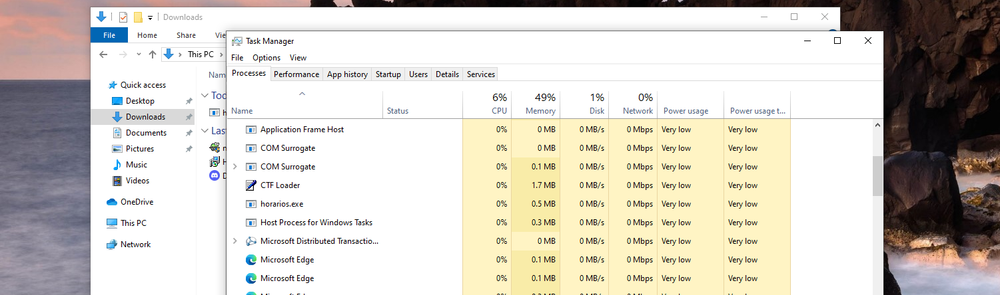 Downloads
File Home Share
This PC
Quick access
Desktop
Downloads
Documents
Pictures
Music
Videos
OneDrive
This PC
Network
Task Manager
File Options View
Processes Performance App history Startup Users Details Services
6% 49% 1% 0%
Name Status CPU Memory Disk Network Power usage Power usage t...
Application Frame Host 0% 0 MB 0 MB/s 0 Mbps Very low Very low
COM Surrogate 0% 0 MB 0 MB/s 0 Mbps Very low Very low
COM Surrogate 0% 0.1 MB 0 MB/s 0 Mbps Very low Very low
CTF Loader 0% 1.7 MB 0 MB/s 0 Mbps Very low Very low
horarios.exe 0% 0.5 MB 0 MB/s 0 Mbps Very low Very low
Host Process for Windows Tasks 0% 0.3 MB 0 MB/s 0 Mbps Very low Very low
Microsoft Distributed Transactio... 0% 0 MB 0 MB/s 0 Mbps Very low Very low
Microsoft Edge 0% 0.1 MB 0 MB/s 0 Mbps Very low Very low
Microsoft Edge 0% 0.1 MB 0 MB/s 0 Mbps Very low Very low